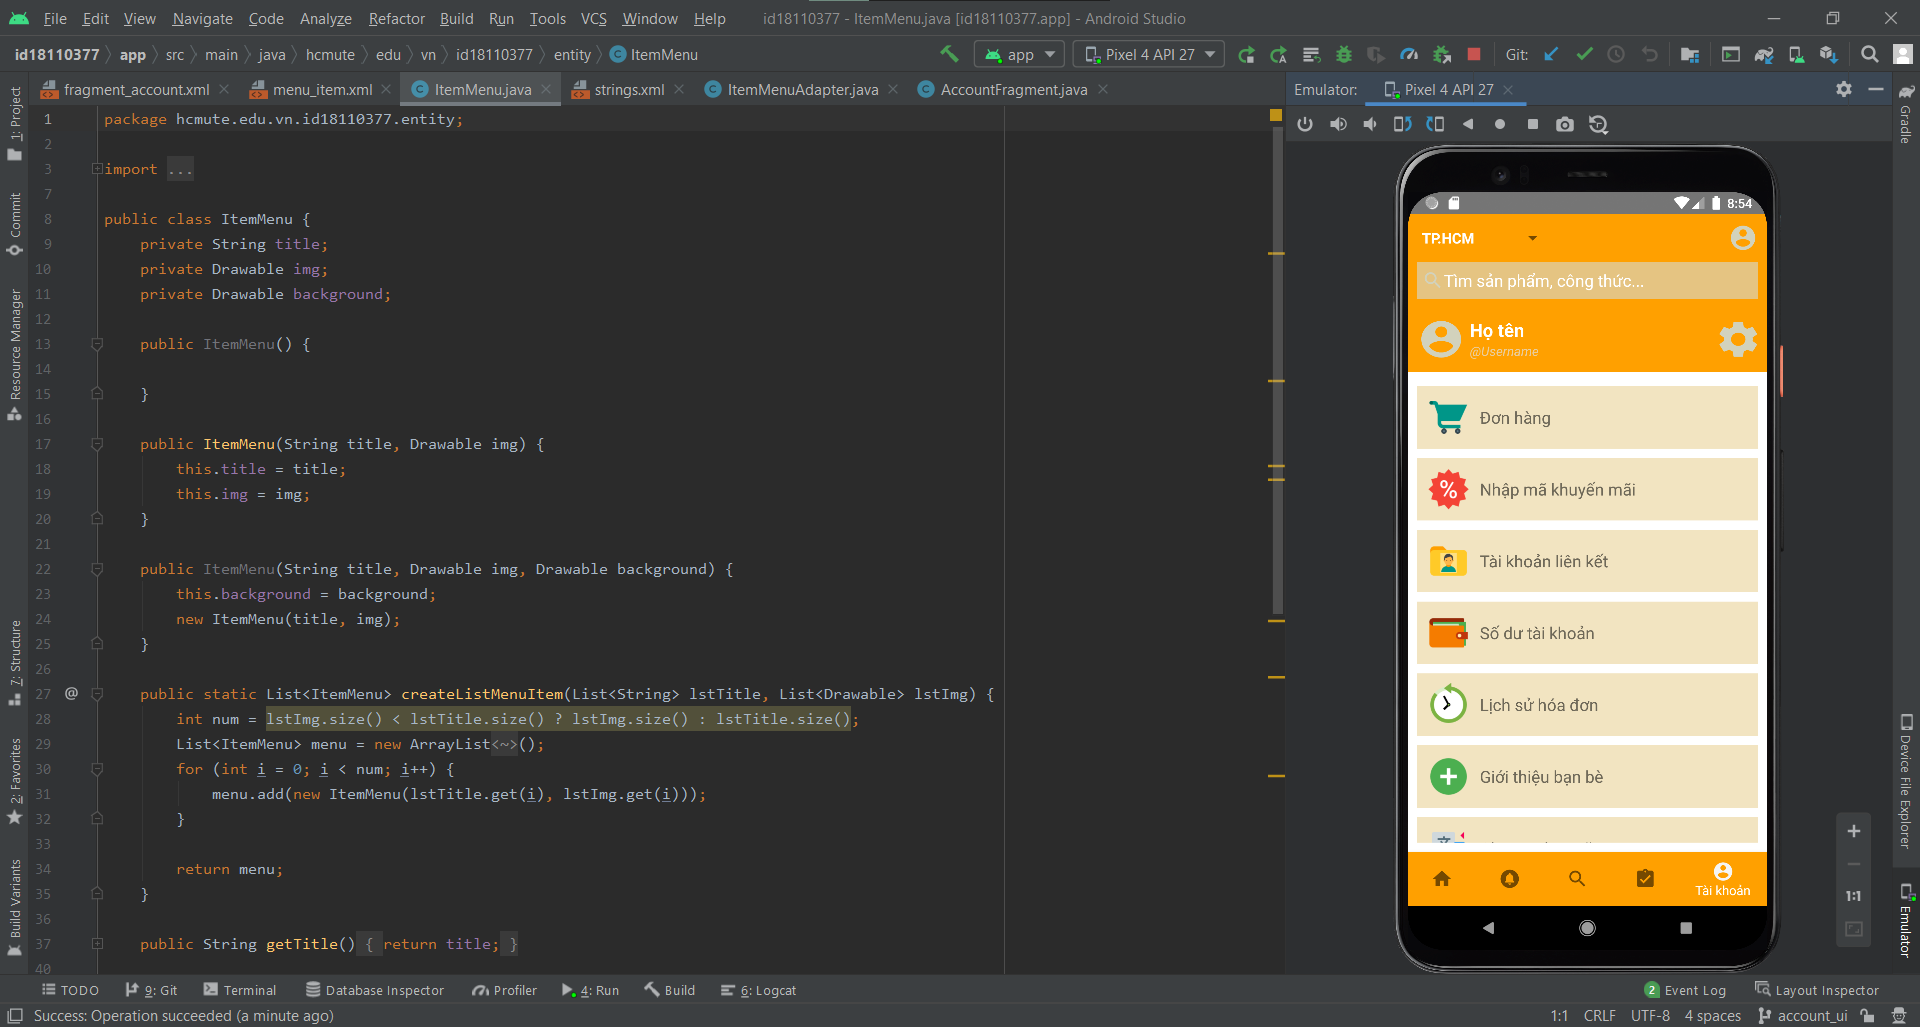 File Edit View Navigate Code Analyze Refactor Build Run Tools VCS Window Help id18110377 - ItemMenu.java [id18110377.app] - Android Studio
id18110377 app src main java hcmute edu vn id18110377 entity ItemMenu app Pixel 4 API 27 Git:
fragment_account.xml menu_item.xml ItemMenu.java strings.xml ItemMenuAdapter.java AccountFragment.java Emulator: Pixel 4 API 27
1: Project
Commit
Resource Manager
7: Structure
2: Favorites
Build Variants
1 package hcmute.edu.vn.id18110377.entity;
2
3 import ...
7
8 public class ItemMenu {
9 private String title;
10 private Drawable img;
11 private Drawable background;
12
13 public ItemMenu() {
14
15 }
16
17 public ItemMenu(String title, Drawable img) {
18 this.title = title;
19 this.img = img;
20 }
21
22 public ItemMenu(String title, Drawable img, Drawable background) {
23 this.background = background;
24 new ItemMenu(title, img);
25 }
26
27 @ public static List<ItemMenu> createListMenuItem(List<String> lstTitle, List<Drawable> lstImg) {
28 int num = lstImg.size() < lstTitle.size() ? lstImg.size() : lstTitle.size();
29 List<ItemMenu> menu = new ArrayList<~>();
30 for (int i = 0; i < num; i++) {
31 menu.add(new ItemMenu(lstTitle.get(i), lstImg.get(i)));
32 }
33
34 return menu;
35 }
36
37 public String getTitle() { return title; }
40
8:54
TP.HCM
Tìm sản phẩm, công thức...
Họ tên
@Username
Đơn hàng
% Nhập mã khuyến mãi
Tài khoản liên kết
Số dư tài khoản
Lịch sử hóa đơn
Giới thiệu bạn bè
Tài khoản
1:1
Gradle
Device File Explorer
Emulator
TODO 9: Git Terminal Database Inspector Profiler 4: Run Build 6: Logcat 2 Event Log Layout Inspector
Success: Operation succeeded (a minute ago) 1:1 CRLF UTF-8 4 spaces account_ui